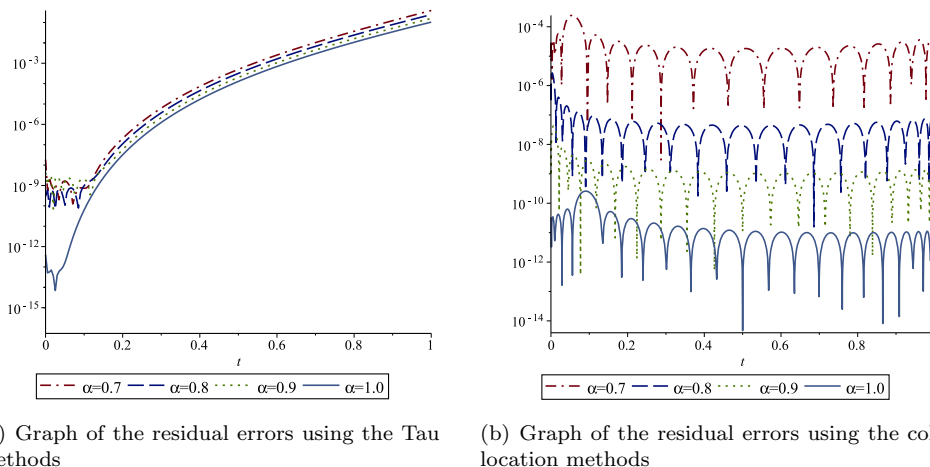 10^-3
10^-6
10^-9
10^-12
10^-15
0 0.2 0.4 0.6 0.8 1
t
α=0.7 α=0.8 α=0.9 α=1.0
) Graph of the residual errors using the Tau
ethods
10^-4
10^-6
10^-8
10^-10
10^-12
10^-14
0 0.2 0.4 0.6 0.8
t
α=0.7 α=0.8 α=0.9 α=1.0
(b) Graph of the residual errors using the col
location methods